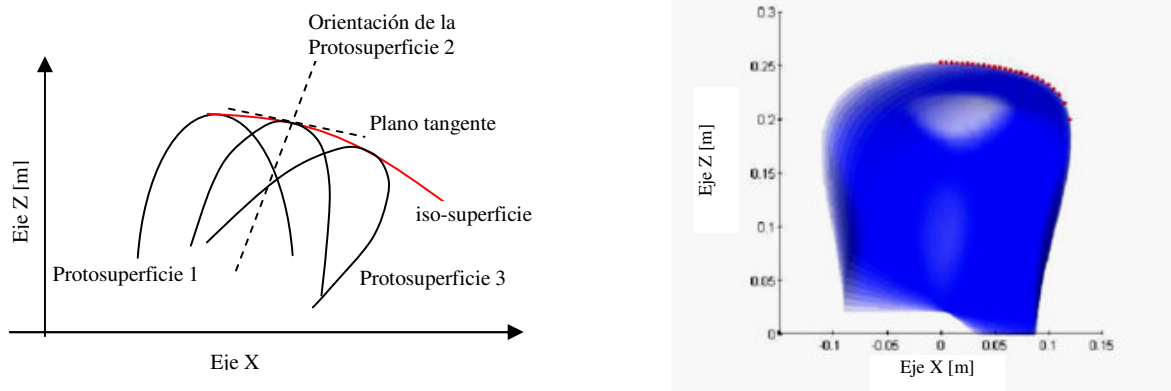 Orientación de la
Protosuperficie 2
Plano tangente
iso-superficie
Protosuperficie 1
Protosuperficie 3
Eje Z [m]
Eje X
0.3
0.25
0.2
0.15
0.1
0.05
0
-0.1
-0.05
0
0.05
0.1
0.15
Eje Z [m]
Eje X [m]